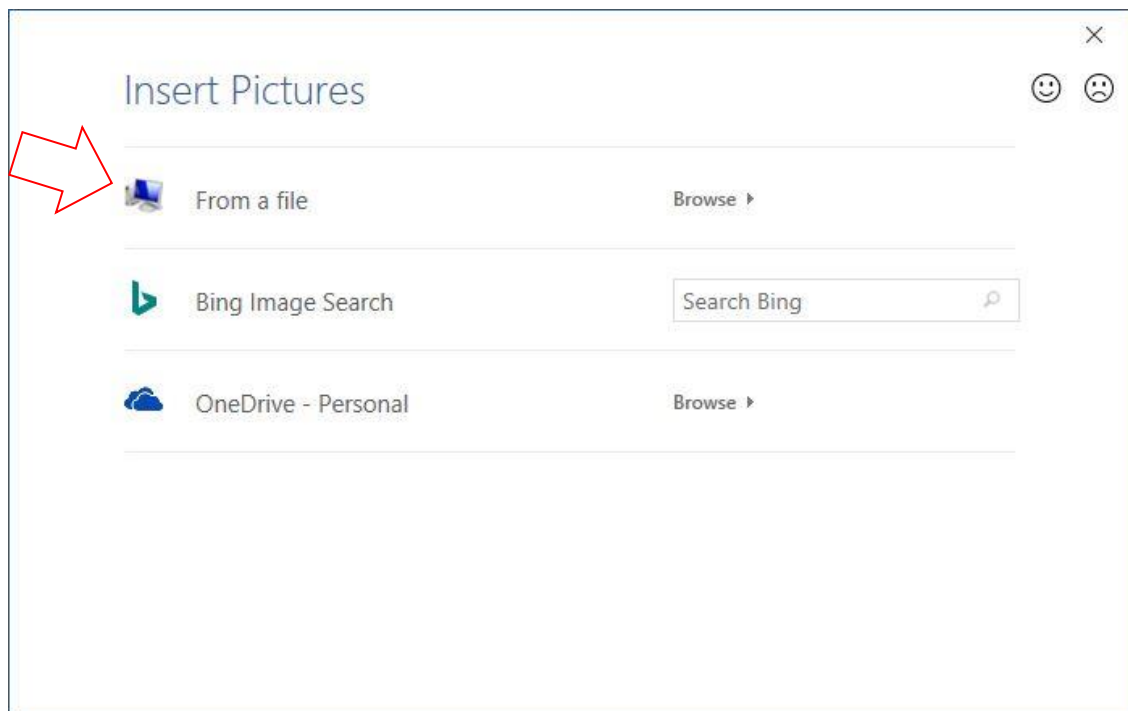 Insert Pictures
From a file
Browse
Bing Image Search
Search Bing
OneDrive - Personal
Browse